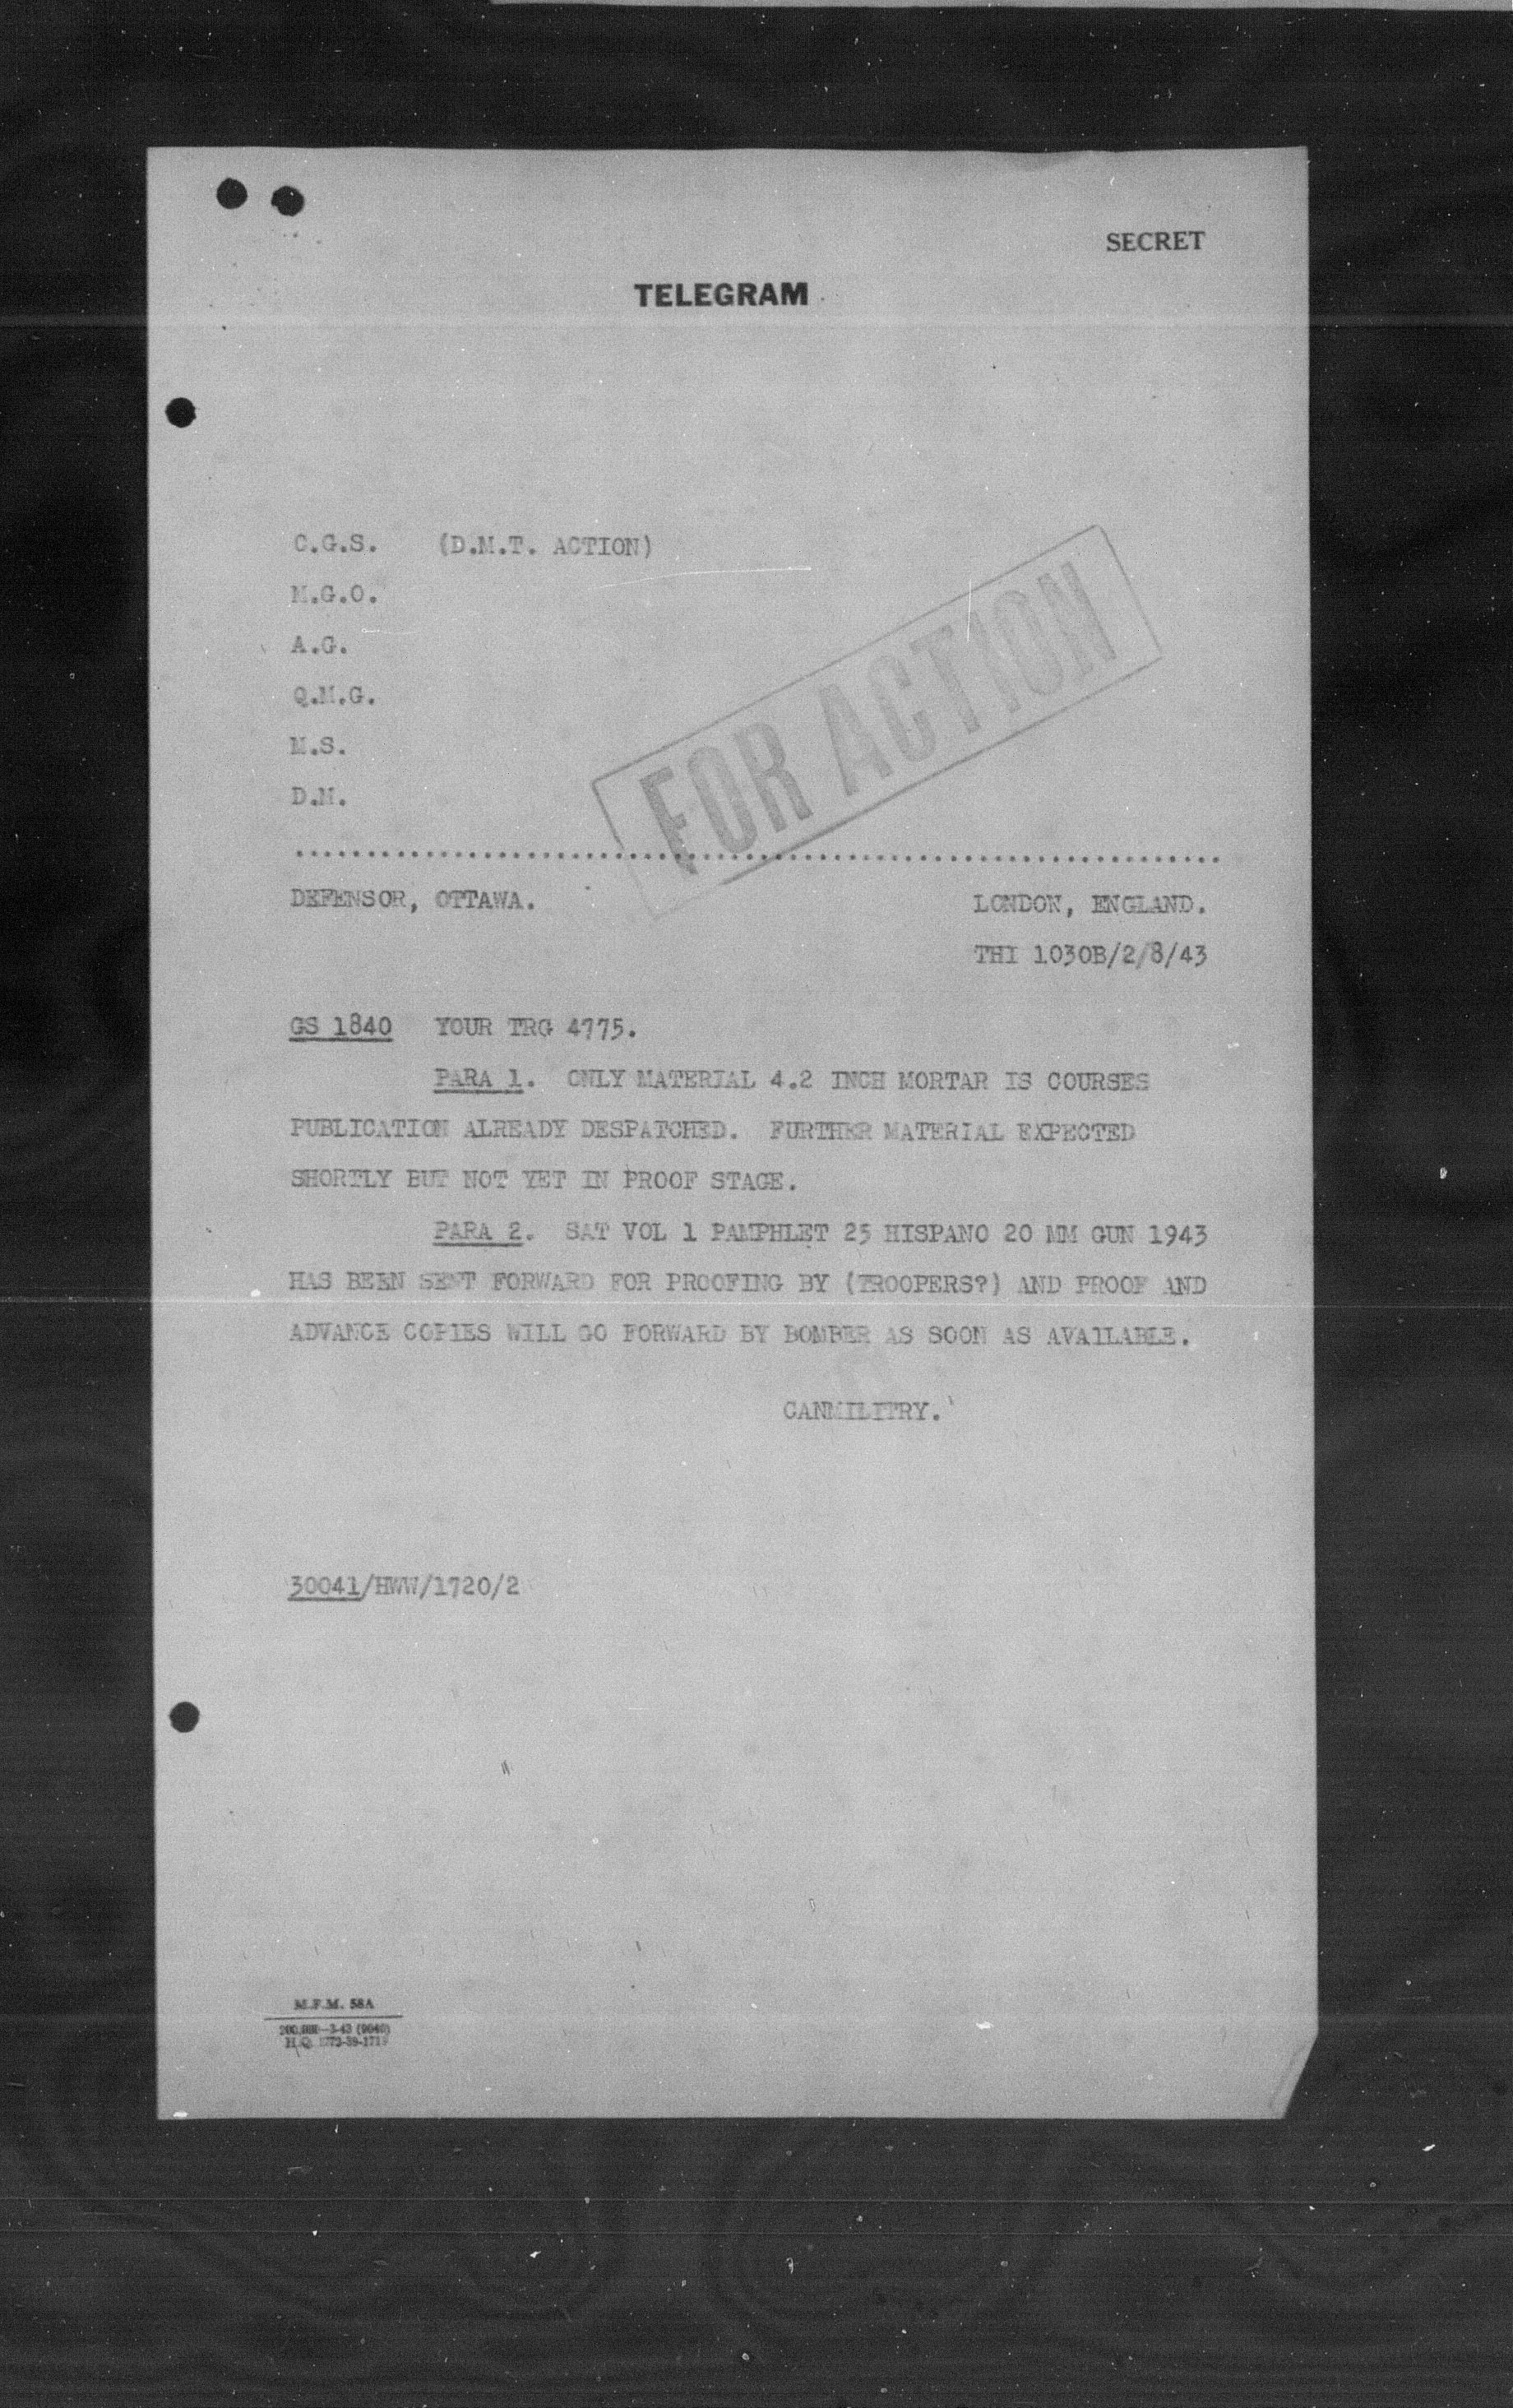 SECRET
TELEGRAM
C.G.S. (D.M.T. ACTION)
M.G.O.
A.G.
Q.M.G.
M.S.
D.M.
FOR ACTION
DEFENSOR, OTTAWA. LONDON, ENGLAND.
THI 1030B/2/8/43
GS 1840 YOUR TRG 4775.
PARA 1. ONLY MATERIAL 4.2 INCH MORTAR IS COURSES
PUBLICATION ALREADY DESPATCHED. FURTHER MATERIAL EXPECTED
SHORTLY BUT NOT YET IN PROOF STAGE.
PARA 2. SAT VOL 1 PAMPHLET 25 HISPANO 20 MM GUN 1943
HAS BEEN SENT FORWARD FOR PROOFING BY (TROOPERS?) AND PROOF AND
ADVANCE COPIES WILL GO FORWARD BY BOMBER AS SOON AS AVAILABLE.
CANMILITRY.
30041/HWW/1720/2
M.F.M. 58A
3-43 (9040)
H.Q.